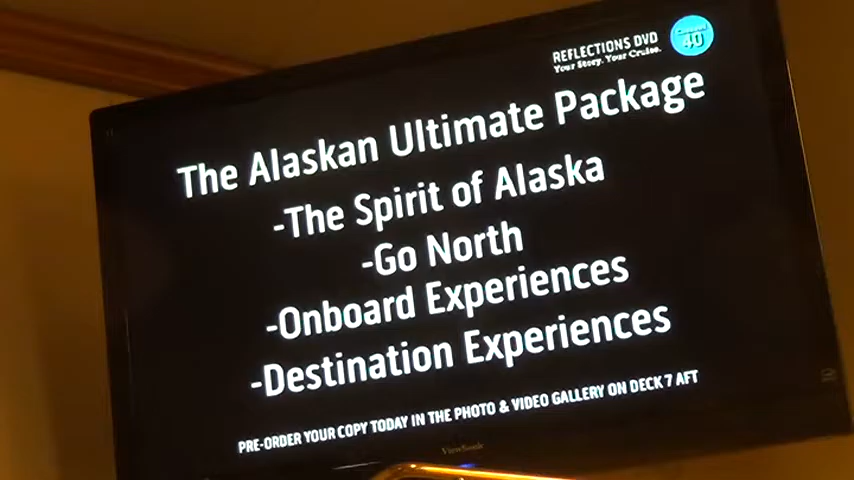 REFLECTIONS DVD
Your Story. Your Cruise.
Channel
40
The Alaskan Ultimate Package
-The Spirit of Alaska
-Go North
-Onboard Experiences
-Destination Experiences
PRE-ORDER YOUR COPY TODAY IN THE PHOTO & VIDEO GALLERY ON DECK 7 AFT
ViewSonic